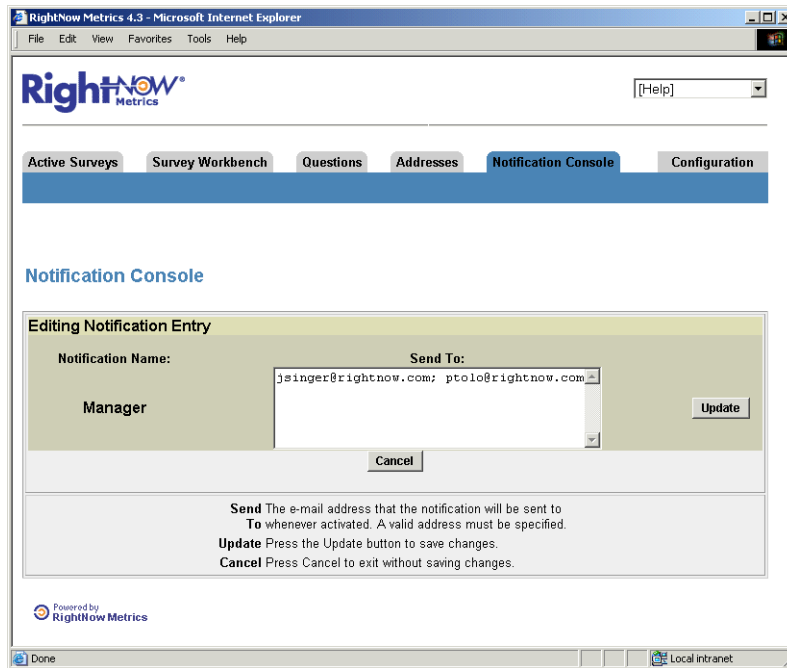 RightNow Metrics 4.3 - Microsoft Internet Explorer
File Edit View Favorites Tools Help
RightNOW®
Metrics
[Help]
Active Surveys Survey Workbench Questions Addresses Notification Console Configuration
Notification Console
Editing Notification Entry
Notification Name: Send To:
jsinger@rightnow.com; ptolo@rightnow.com
Manager
Update
Cancel
Send The e-mail address that the notification will be sent to
To whenever activated. A valid address must be specified.
Update Press the Update button to save changes.
Cancel Press Cancel to exit without saving changes.
Powered by
RightNow Metrics
Done Local intranet